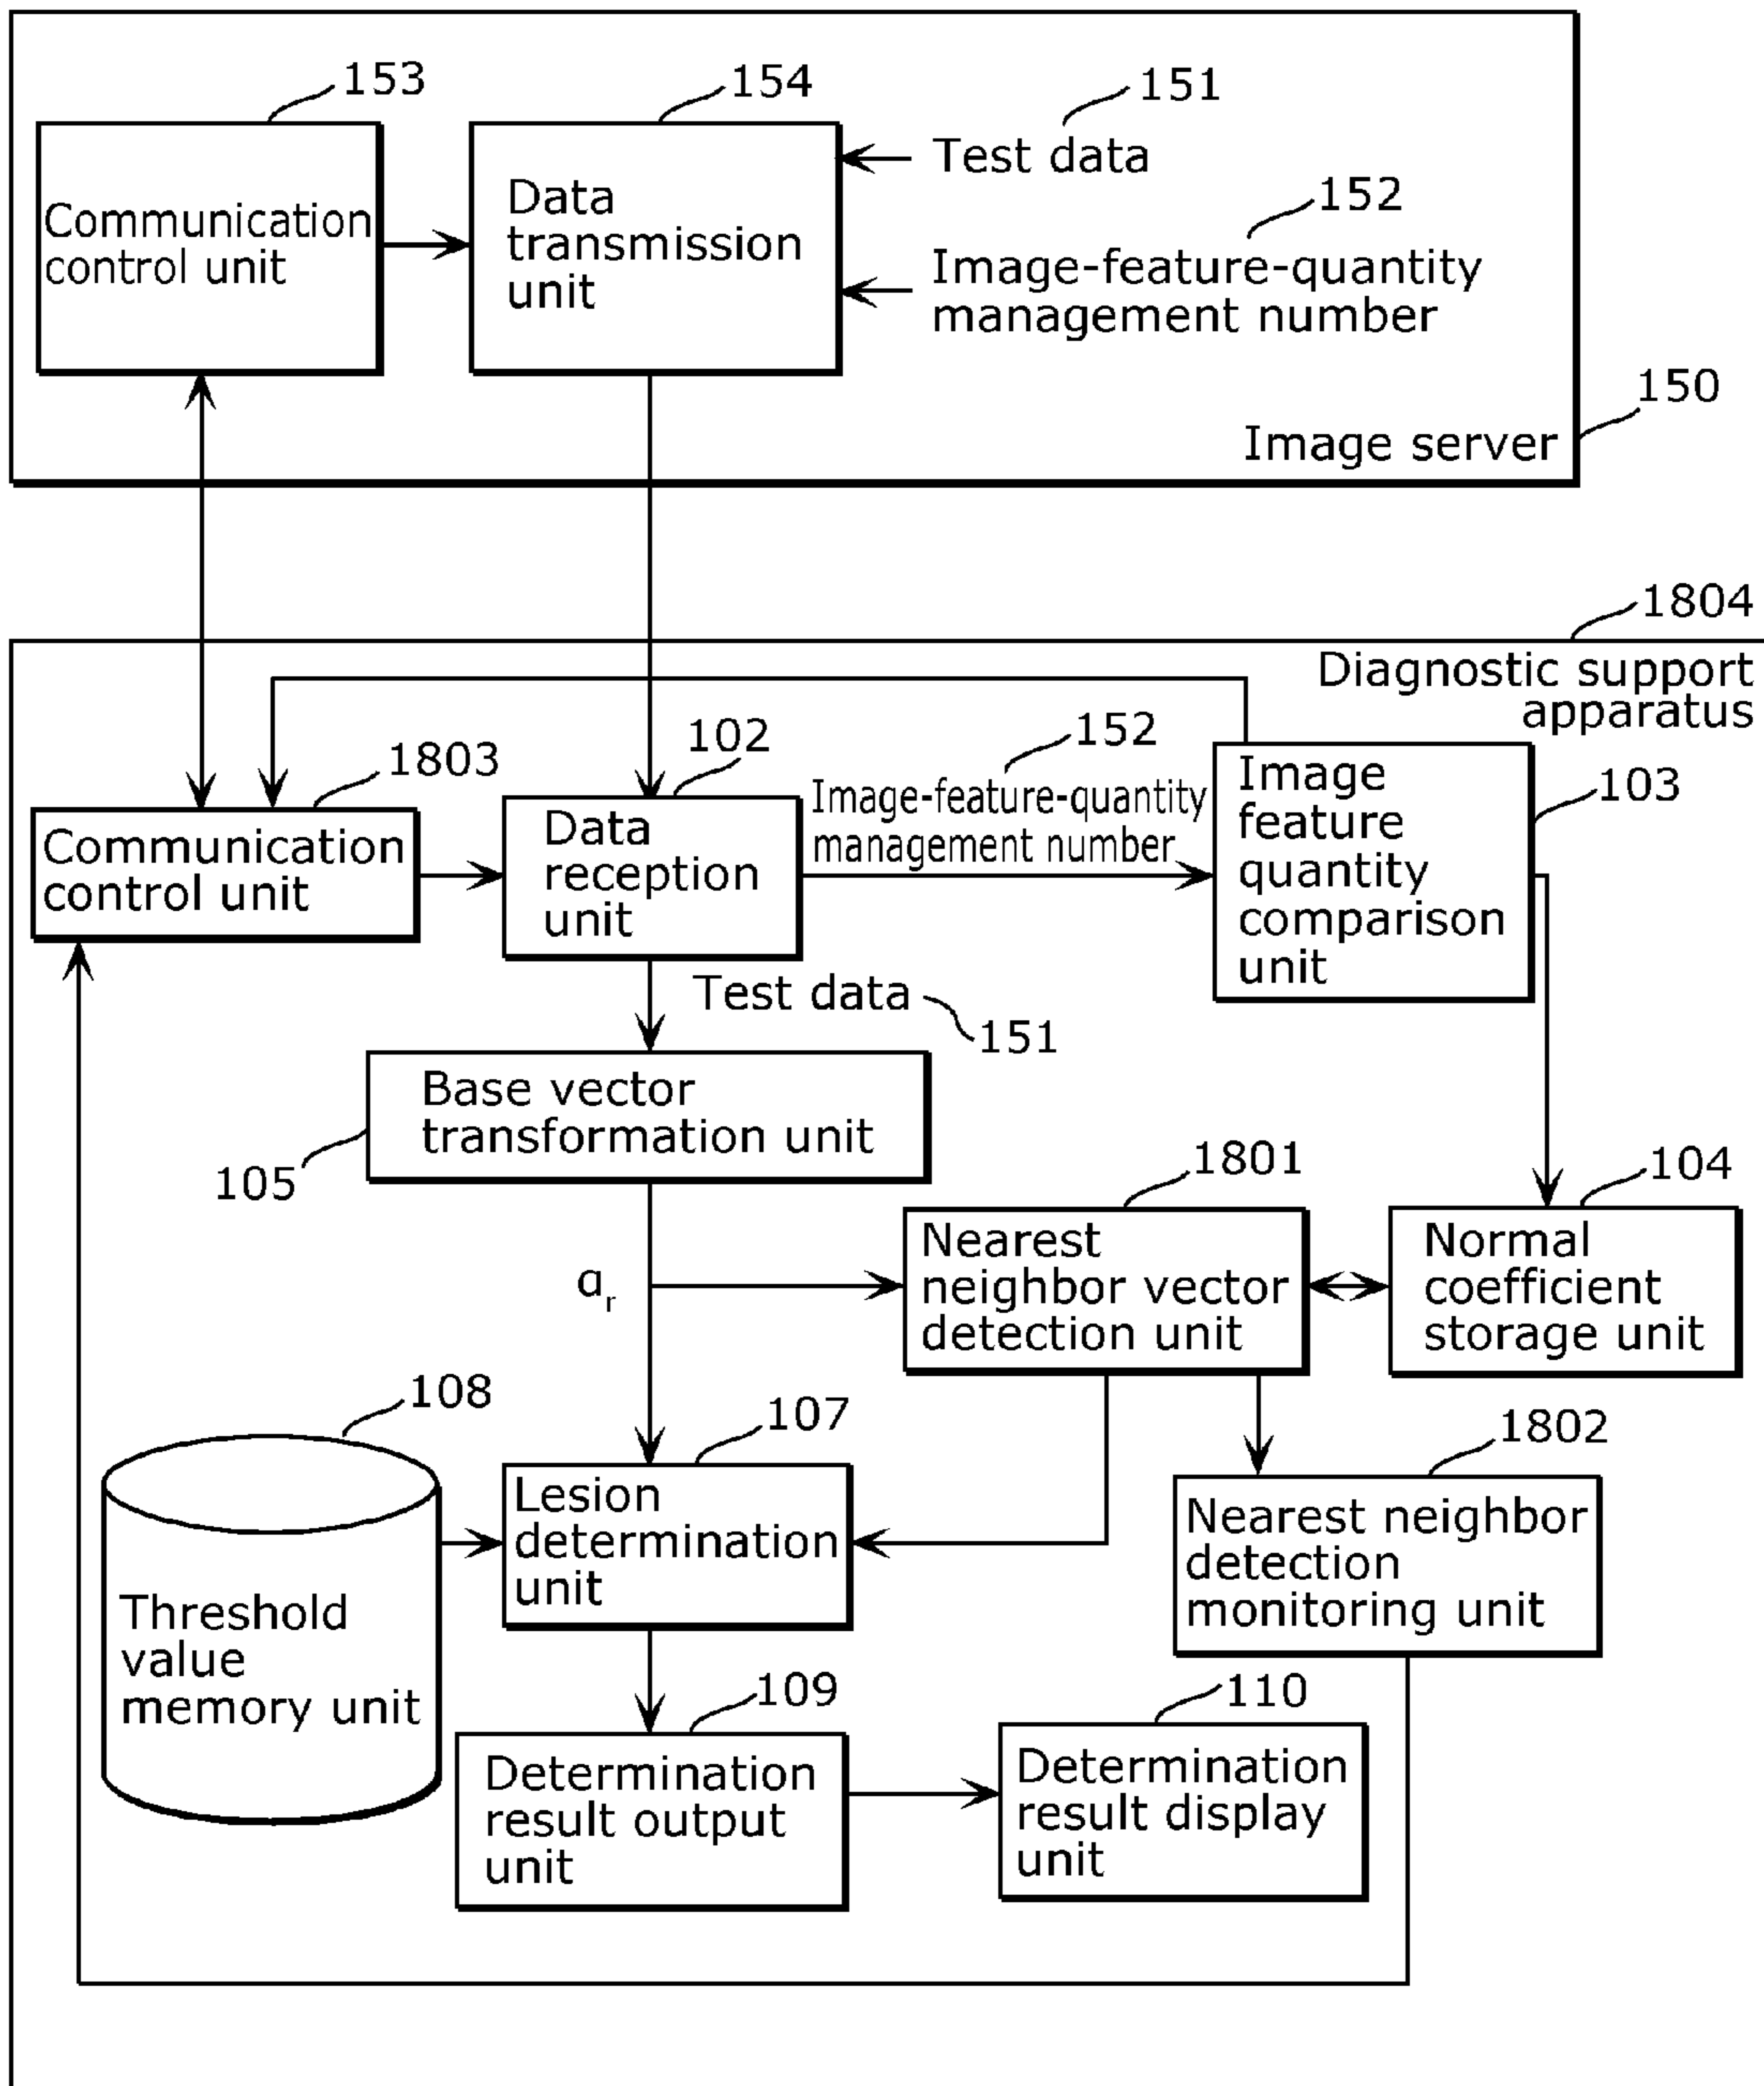 153
154
151
Test data
Communication
control unit
Data
transmission
unit
152
Image-feature-quantity
management number
150
Image server
1804
Diagnostic support
apparatus
1803
102
152
Image-feature-quantity
management number
Image
feature
quantity
comparison
unit
103
Communication
control unit
Data
reception
unit
Test data
151
Base vector
transformation unit
105
1801
104
Nearest
neighbor vector
detection unit
Normal
coefficient
storage unit
αr
108
107
1802
Lesion
determination
unit
Nearest neighbor
detection
monitoring unit
Threshold
value
memory unit
109
110
Determination
result output
unit
Determination
result display
unit